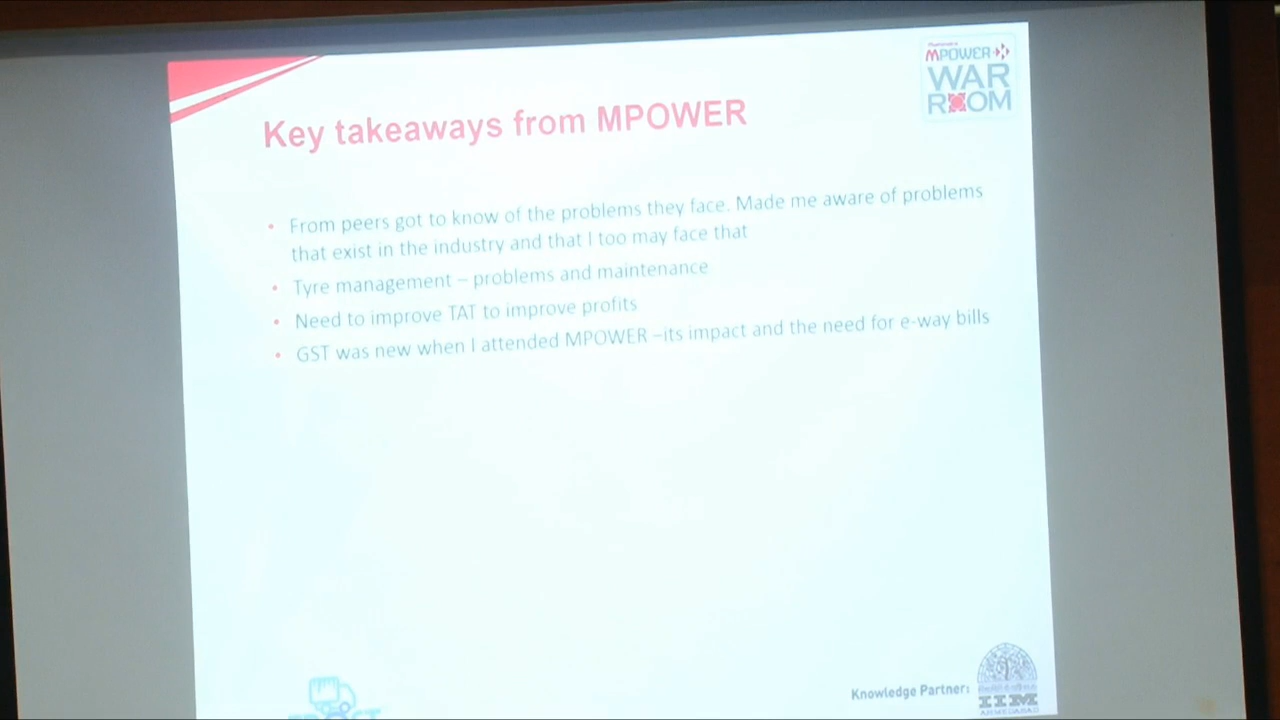 Mahindra
MPOWER
WAR
ROOM
Key takeaways from MPOWER
• From peers got to know of the problems they face. Made me aware of problems
that exist in the industry and that I too may face that
• Tyre management – problems and maintenance
• Need to improve TAT to improve profits
• GST was new when I attended MPOWER –its impact and the need for e-way bills
Knowledge Partner:
IIM
AHMEDABAD